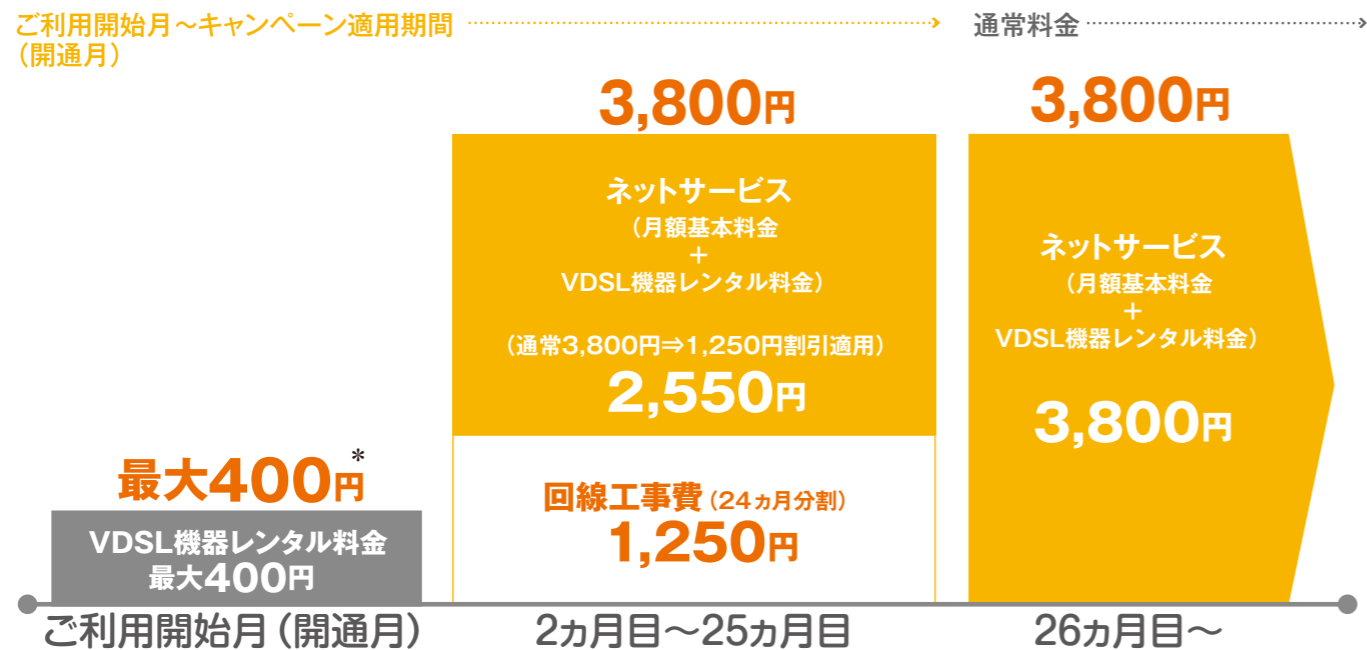 ご利用開始月～キャンペーン適用期間
（開通月）
通常料金
最大400円*
VDSL機器レンタル料金
最大400円
ご利用開始月（開通月）
3,800円
ネットサービス
（月額基本料金
＋
VDSL機器レンタル料金）
（通常3,800円⇒1,250円割引適用）
2,550円
回線工事費（24ヵ月分割）
1,250円
2ヵ月目～25ヵ月目
3,800円
ネットサービス
（月額基本料金
＋
VDSL機器レンタル料金）
3,800円
26ヵ月目～